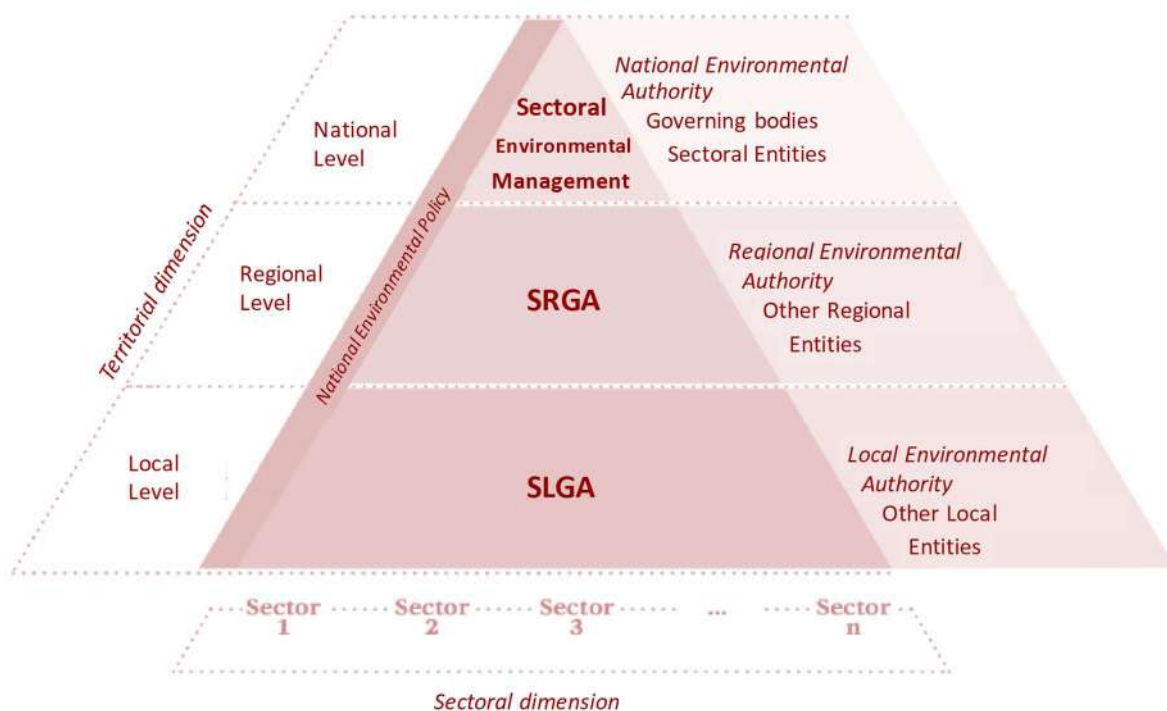 National
Level
Sectoral
Environmental
Management
National Environmental
Authority
Governing bodies
Sectoral Entities
Territorial dimension
National Environmental Policy
Regional
Level
SRGA
Regional Environmental
Authority
Other Regional
Entities
Local
Level
SLGA
Local Environmental
Authority
Other Local
Entities
Sector
1
Sector
2
Sector
3
...
Sector
n
Sectoral dimension